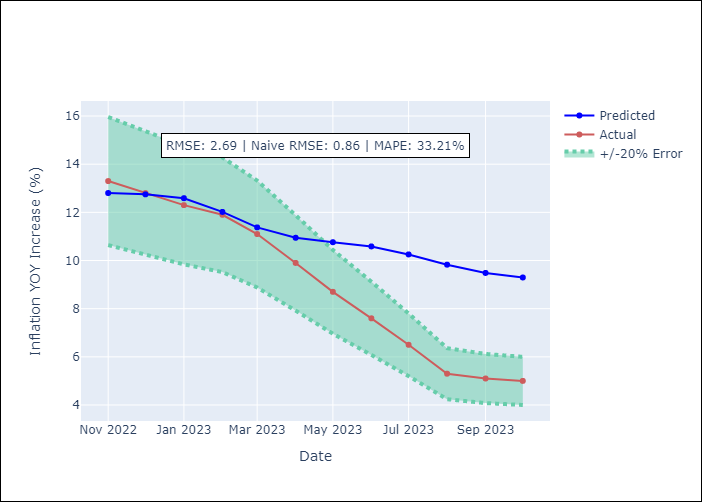 RMSE: 2.69 | Naive RMSE: 0.86 | MAPE: 33.21%
Predicted
Actual
+/-20% Error
Inflation YOY Increase (%)
16
14
12
10
8
6
4
Nov 2022
Jan 2023
Mar 2023
May 2023
Jul 2023
Sep 2023
Date